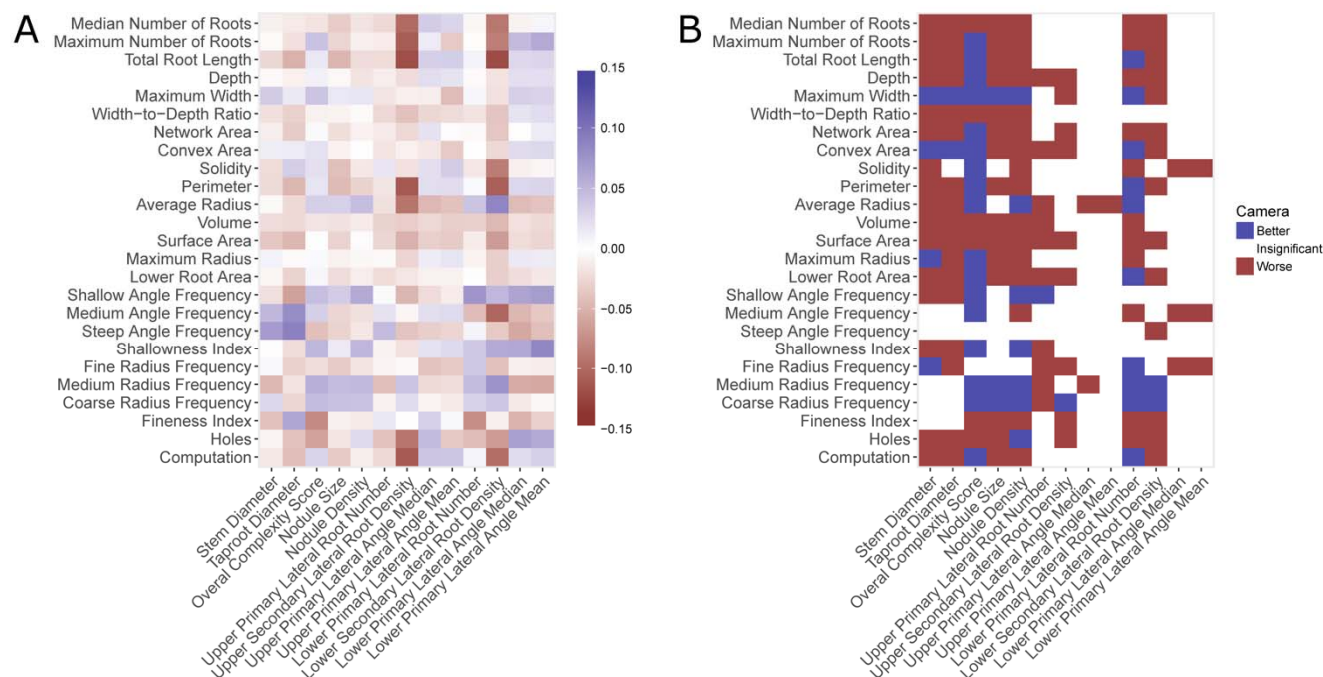 A
Median Number of Roots
Maximum Number of Roots
Total Root Length
Depth
Maximum Width
Width-to-Depth Ratio
Network Area
Convex Area
Solidity
Perimeter
Average Radius
Volume
Surface Area
Maximum Radius
Lower Root Area
Shallow Angle Frequency
Medium Angle Frequency
Steep Angle Frequency
Shallowness Index
Fine Radius Frequency
Medium Radius Frequency
Coarse Radius Frequency
Fineness Index
Holes
Computation
Stem Diameter
Taproot Diameter
Overal Complexity Score
Nodule Size
Nodule Density
Upper Primary Lateral Root Number
Upper Secondary Lateral Root Density
Upper Primary Lateral Angle Median
Upper Primary Lateral Angle Mean
Lower Primary Lateral Root Number
Lower Secondary Lateral Root Density
Lower Primary Lateral Angle Median
Lower Primary Lateral Angle Mean
0.15
0.10
0.05
0.00
−0.05
−0.10
−0.15
B
Median Number of Roots
Maximum Number of Roots
Total Root Length
Depth
Maximum Width
Width-to-Depth Ratio
Network Area
Convex Area
Solidity
Perimeter
Average Radius
Volume
Surface Area
Maximum Radius
Lower Root Area
Shallow Angle Frequency
Medium Angle Frequency
Steep Angle Frequency
Shallowness Index
Fine Radius Frequency
Medium Radius Frequency
Coarse Radius Frequency
Fineness Index
Holes
Computation
Stem Diameter
Taproot Diameter
Overal Complexity Score
Nodule Size
Nodule Density
Upper Primary Lateral Root Number
Upper Secondary Lateral Root Density
Upper Primary Lateral Angle Median
Upper Primary Lateral Angle Mean
Lower Primary Lateral Root Number
Lower Secondary Lateral Root Density
Lower Primary Lateral Angle Median
Lower Primary Lateral Angle Mean
Camera
Better
Insignificant
Worse